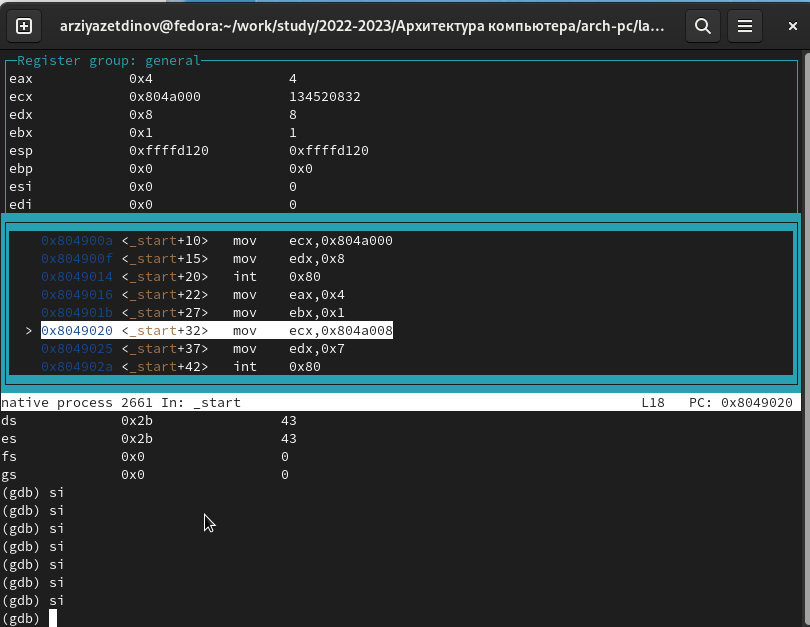 arziyazetdinov@fedora:~/work/study/2022-2023/Архитектура компьютера/arch-pc/la...
Register group: general
eax 0x4 4
ecx 0x804a000 134520832
edx 0x8 8
ebx 0x1 1
esp 0xffffd120 0xffffd120
ebp 0x0 0x0
esi 0x0 0
edi 0x0 0
0x804900a <_start+10> mov ecx,0x804a000
0x804900f <_start+15> mov edx,0x8
0x8049014 <_start+20> int 0x80
0x8049016 <_start+22> mov eax,0x4
0x804901b <_start+27> mov ebx,0x1
> 0x8049020 <_start+32> mov ecx,0x804a008
0x8049025 <_start+37> mov edx,0x7
0x804902a <_start+42> int 0x80
native process 2661 In: _start L18 PC: 0x8049020
ds 0x2b 43
es 0x2b 43
fs 0x0 0
gs 0x0 0
(gdb) si
(gdb) si
(gdb) si
(gdb) si
(gdb) si
(gdb) si
(gdb) si
(gdb)